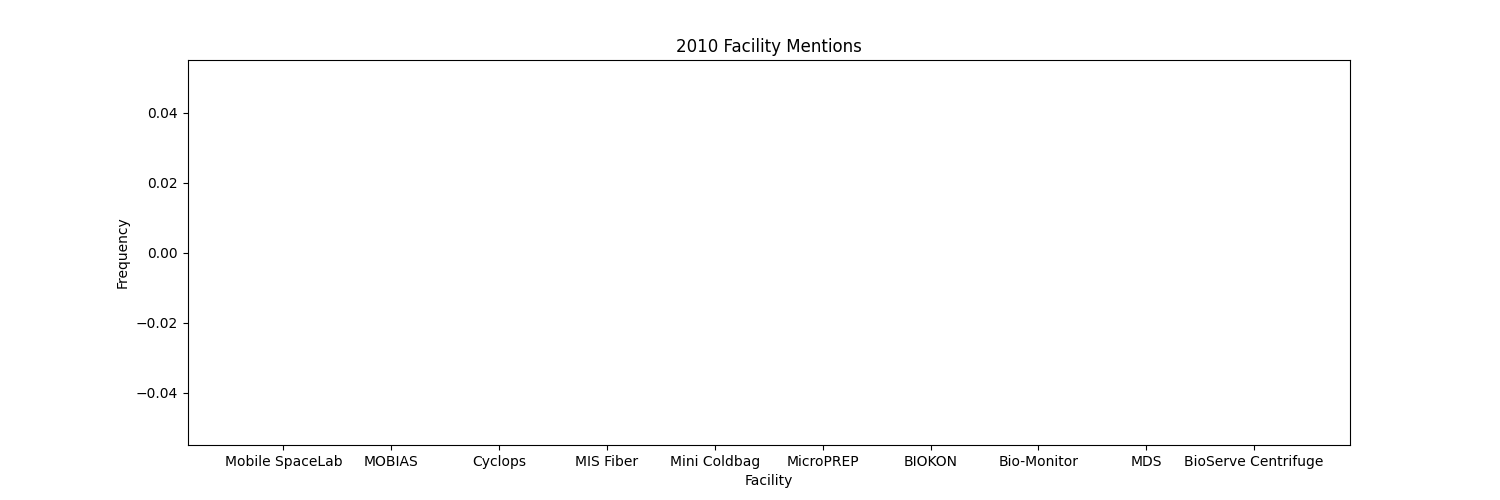 2010 Facility Mentions
0.04
0.02
0.00
−0.02
−0.04
Frequency
Mobile SpaceLab MOBIAS Cyclops MIS Fiber Mini Coldbag MicroPREP BIOKON Bio-Monitor MDS BioServe Centrifuge
Facility